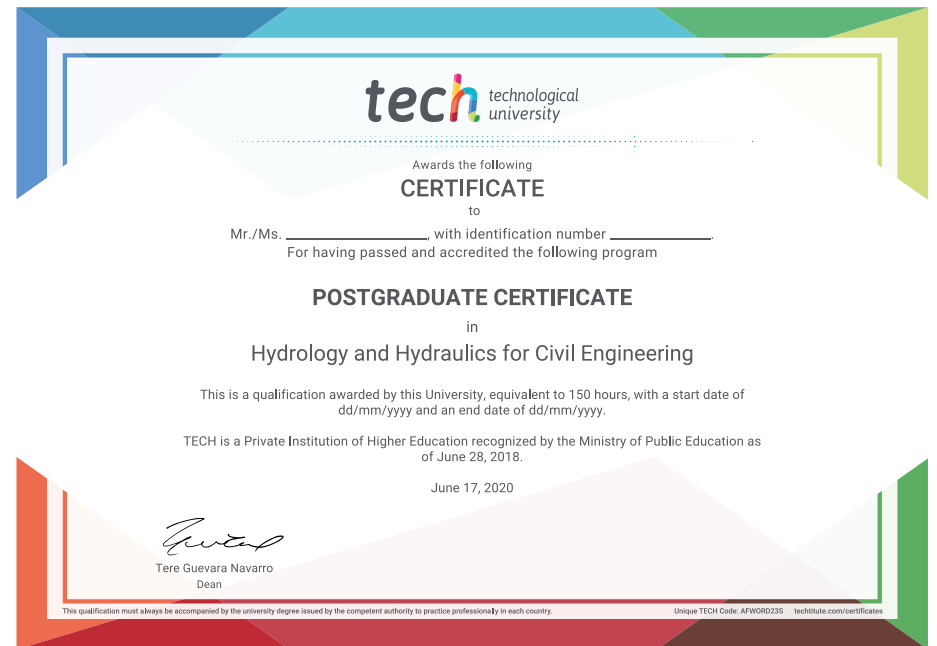 tech technological
university
Awards the following
CERTIFICATE
to
Mr./Ms. ____________________, with identification number ______________.
For having passed and accredited the following program
POSTGRADUATE CERTIFICATE
in
Hydrology and Hydraulics for Civil Engineering
This is a qualification awarded by this University, equivalent to 150 hours, with a start date of
dd/mm/yyyy and an end date of dd/mm/yyyy.
TECH is a Private Institution of Higher Education recognized by the Ministry of Public Education as
of June 28, 2018.
June 17, 2020
Tere Guevara Navarro
Dean
This qualification must always be accompanied by the university degree issued by the competent authority to practice professionally in each country.
Unique TECH Code: AFWORD23S techtitute.com/certificates